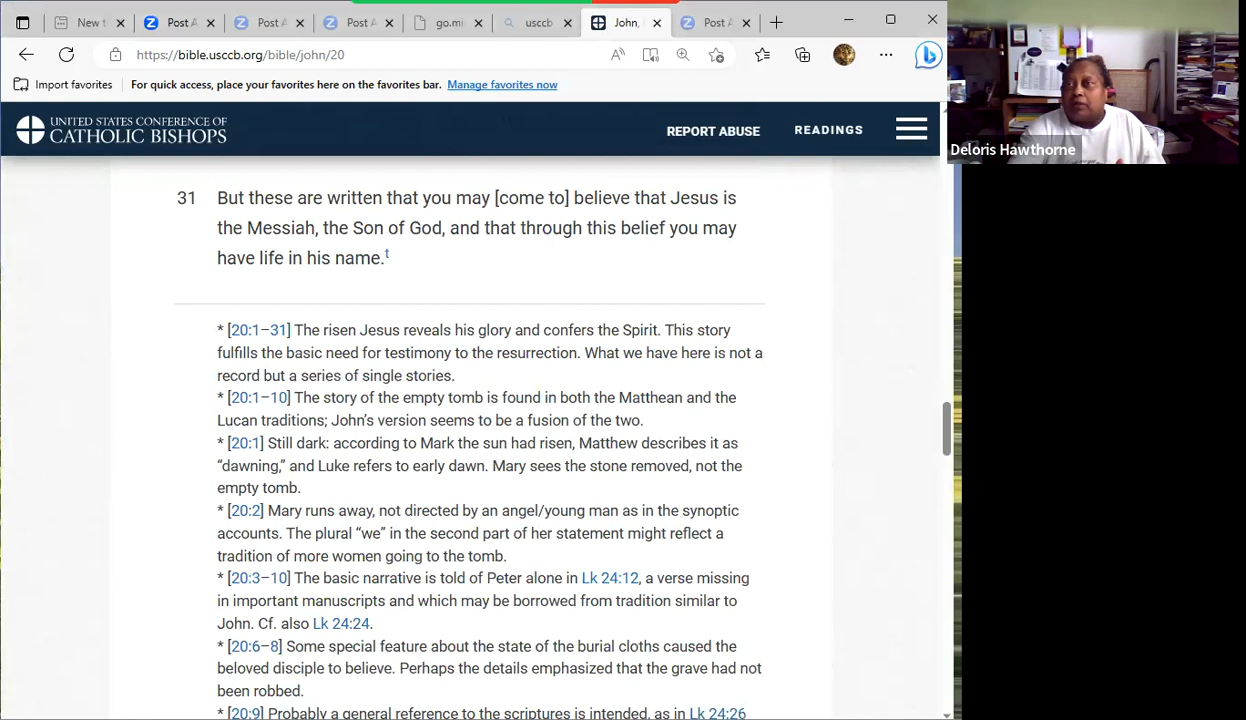 New t
Post A
Post A
Post A
go.mi
usccb
John,
Post A
https://bible.usccb.org/bible/john/20
Import favorites
For quick access, place your favorites here on the favorites bar. Manage favorites now
UNITED STATES CONFERENCE OF
CATHOLIC BISHOPS
REPORT ABUSE
READINGS
Deloris Hawthorne
31 But these are written that you may [come to] believe that Jesus is
the Messiah, the Son of God, and that through this belief you may
have life in his name.t
* [20:1–31] The risen Jesus reveals his glory and confers the Spirit. This story
fulfills the basic need for testimony to the resurrection. What we have here is not a
record but a series of single stories.
* [20:1–10] The story of the empty tomb is found in both the Matthean and the
Lucan traditions; John’s version seems to be a fusion of the two.
* [20:1] Still dark: according to Mark the sun had risen, Matthew describes it as
“dawning,” and Luke refers to early dawn. Mary sees the stone removed, not the
empty tomb.
* [20:2] Mary runs away, not directed by an angel/young man as in the synoptic
accounts. The plural “we” in the second part of her statement might reflect a
tradition of more women going to the tomb.
* [20:3–10] The basic narrative is told of Peter alone in Lk 24:12, a verse missing
in important manuscripts and which may be borrowed from tradition similar to
John. Cf. also Lk 24:24.
* [20:6–8] Some special feature about the state of the burial cloths caused the
beloved disciple to believe. Perhaps the details emphasized that the grave had not
been robbed.
* [20:9] Probably a general reference to the scriptures is intended, as in Lk 24:26